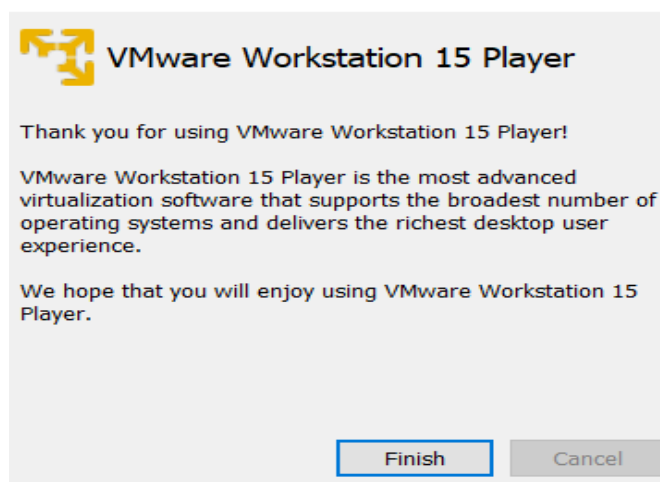 VMware Workstation 15 Player
Thank you for using VMware Workstation 15 Player!
VMware Workstation 15 Player is the most advanced
virtualization software that supports the broadest number of
operating systems and delivers the richest desktop user
experience.
We hope that you will enjoy using VMware Workstation 15
Player.
Finish
Cancel